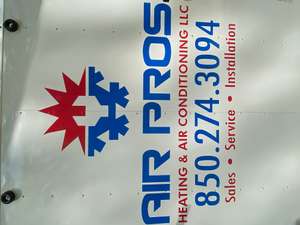 AIR PROS.
HEATING & AIR CONDITIONING LLC
850.274.3094
Sales • Service • Installation